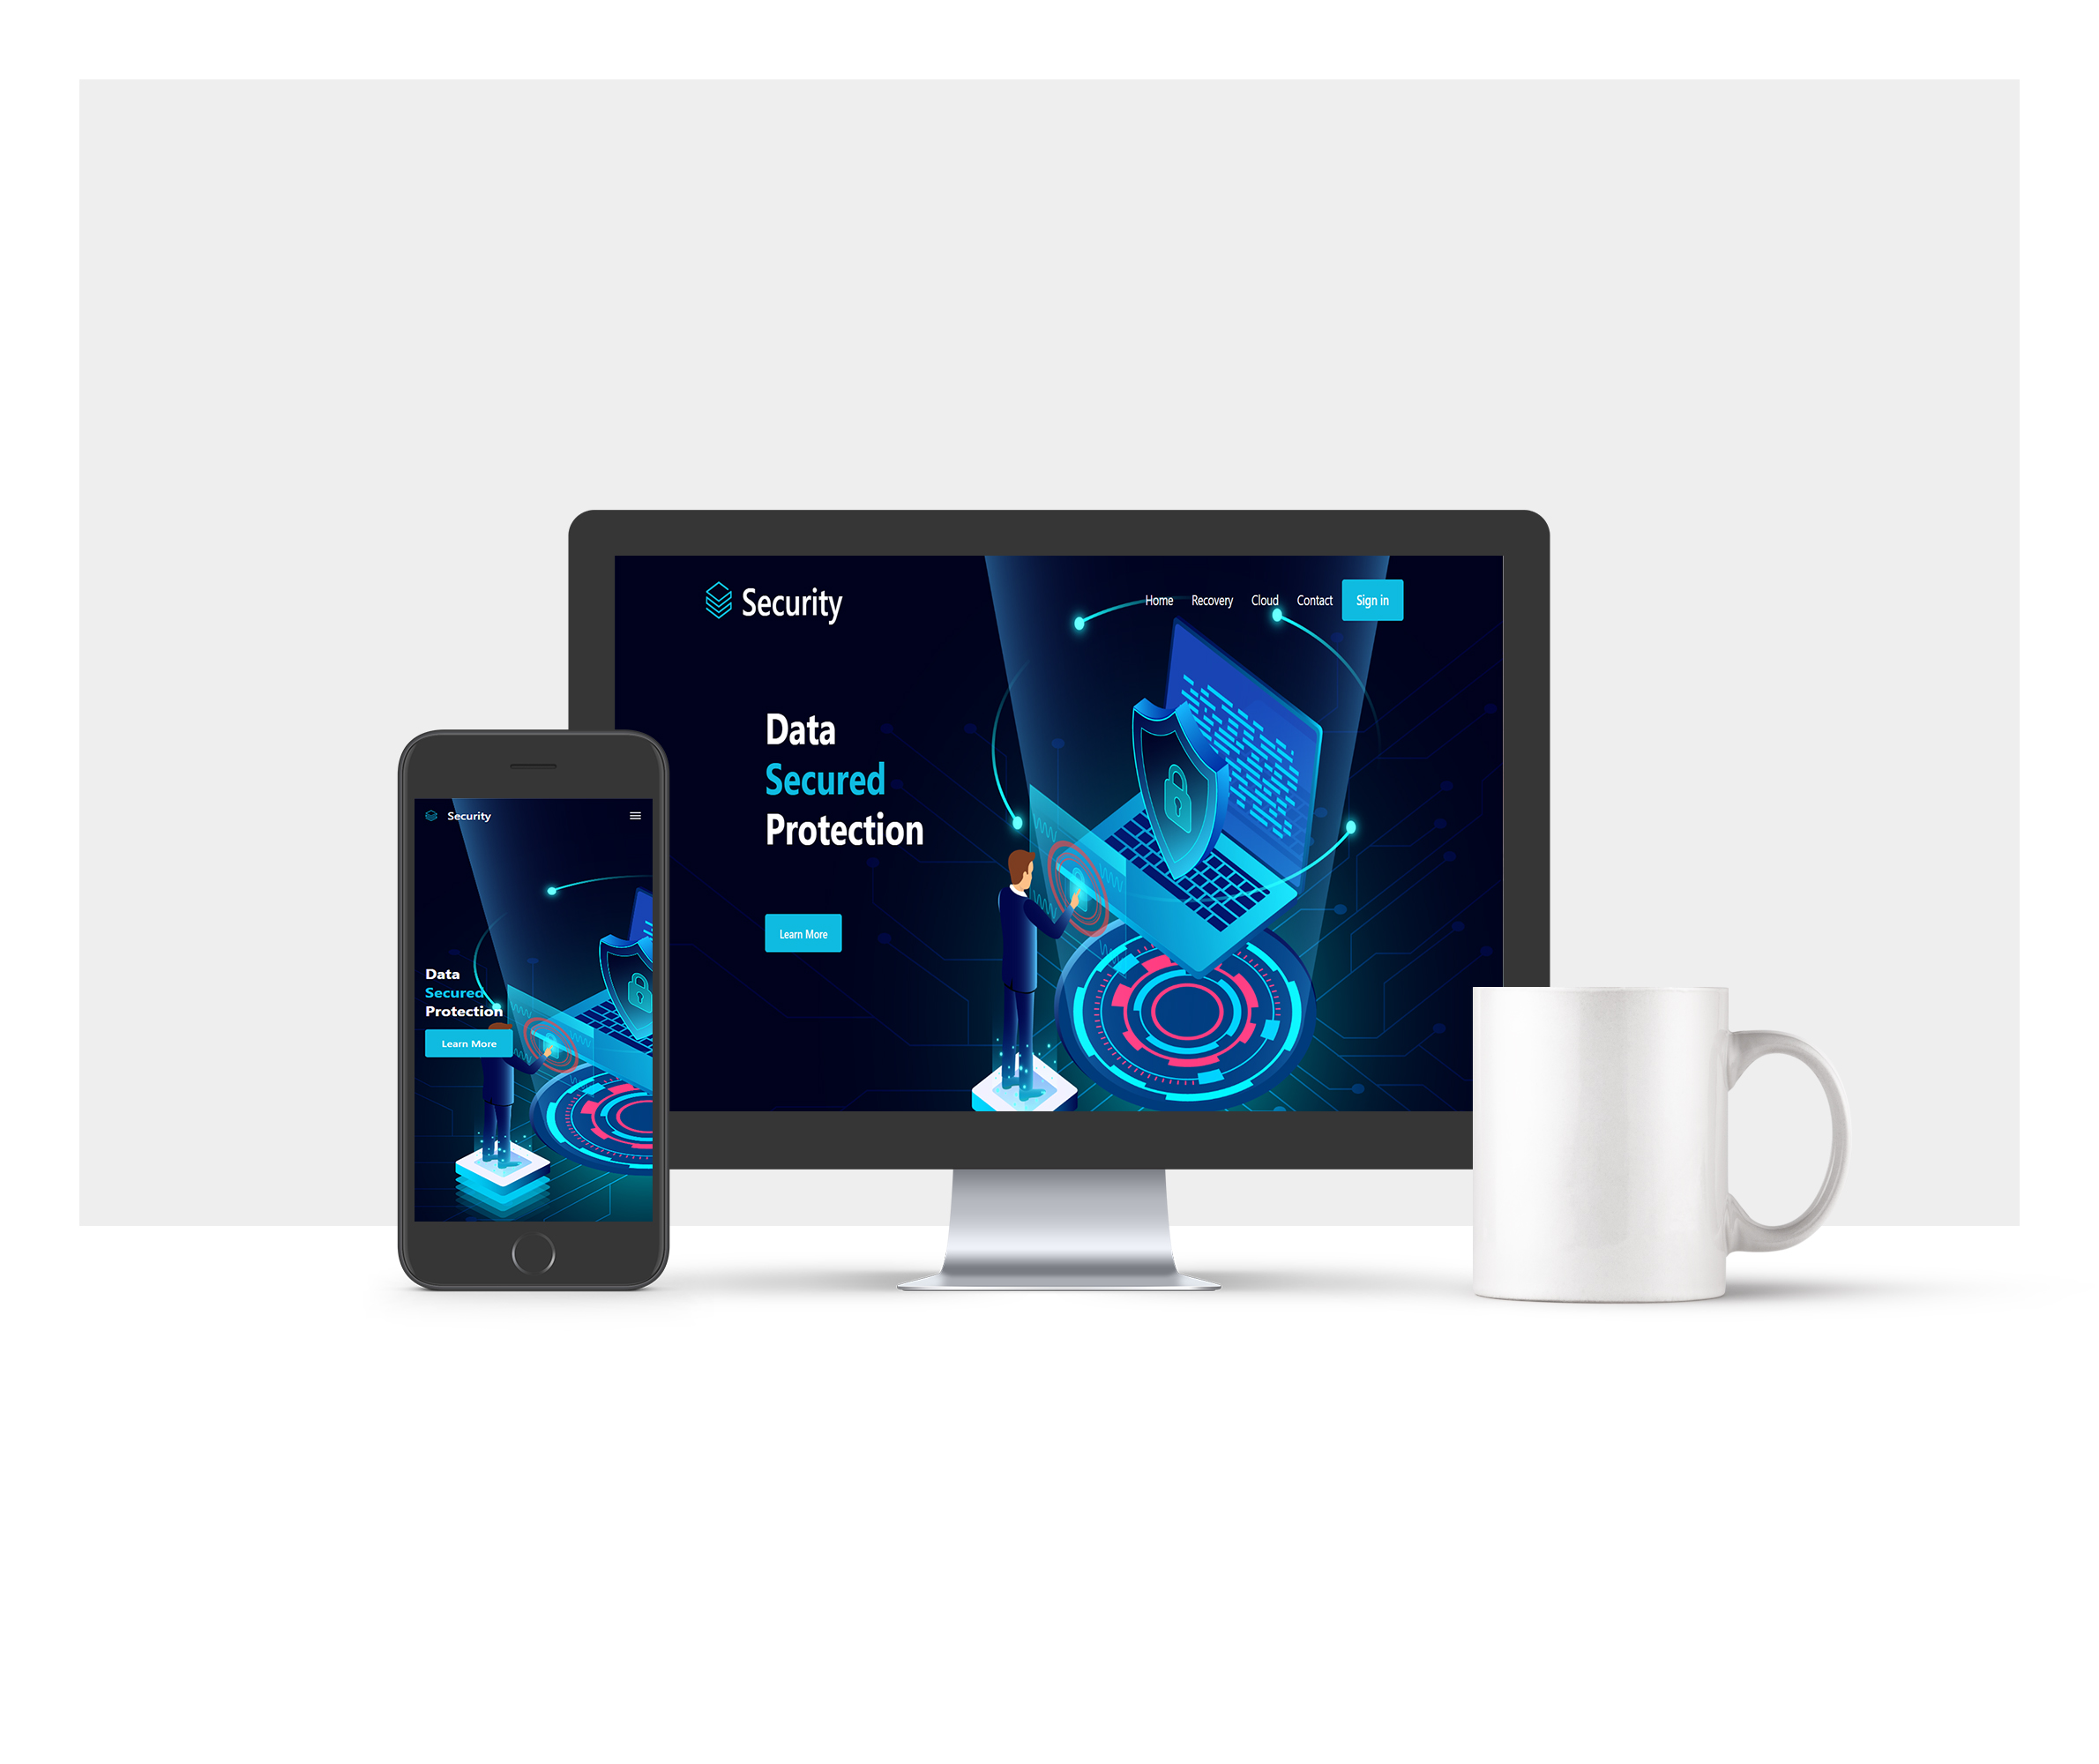 Security
Home Recovery Cloud Contact Sign in
Data
Secured
Protection
Learn More
Security
Data
Secured
Protection
Learn More